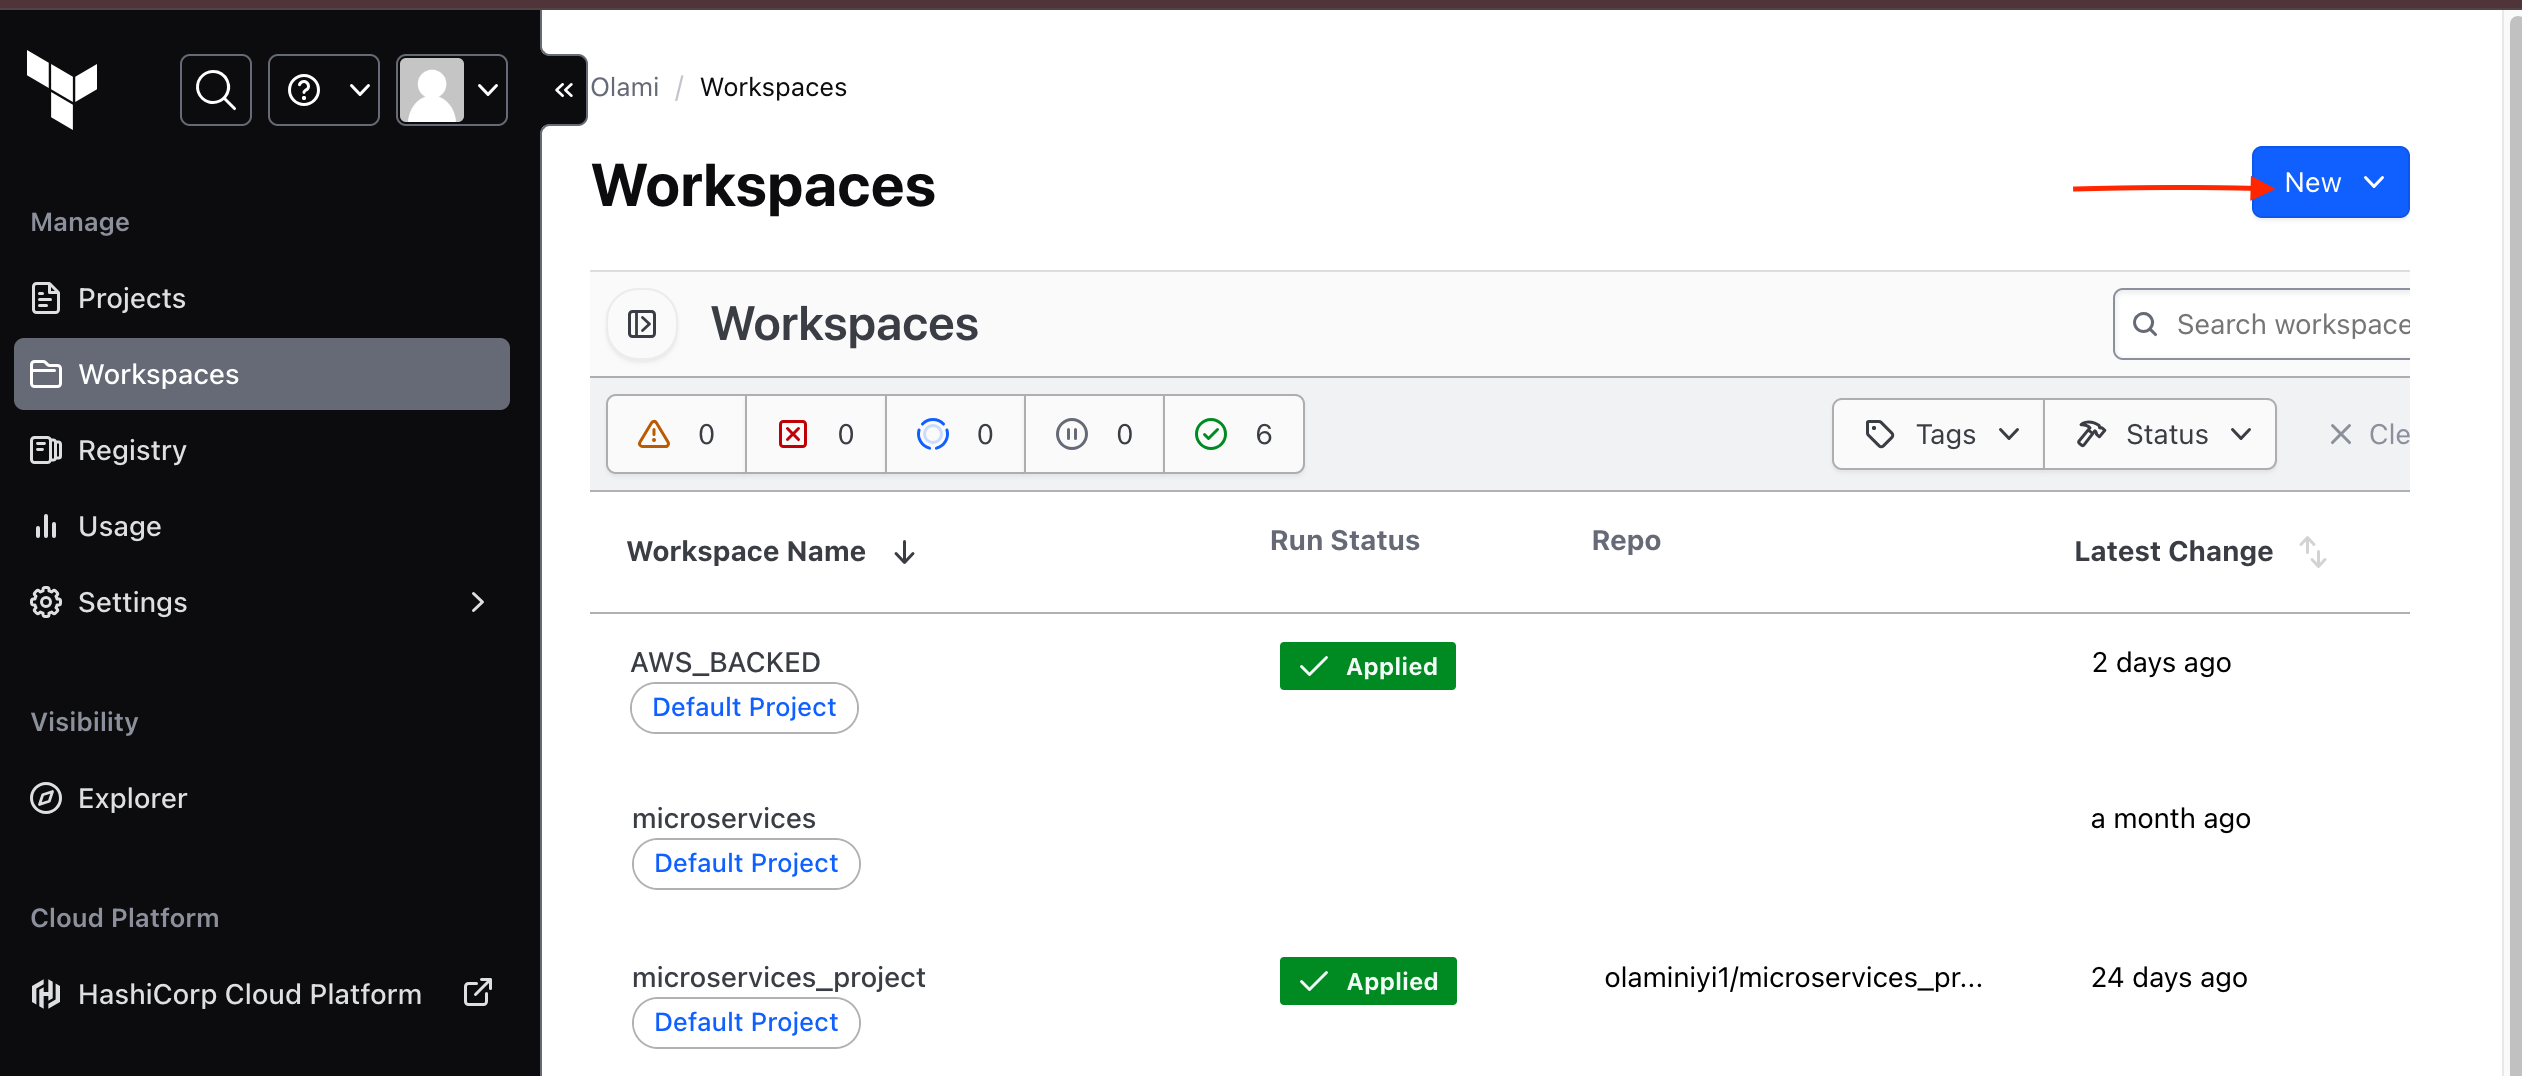 Olami / Workspaces
Workspaces
New
Manage
Projects
Workspaces
Registry
Usage
Settings
Visibility
Explorer
Cloud Platform
HashiCorp Cloud Platform
Workspaces
Search workspace
0 0 0 0 6
Tags Status Cle
Workspace Name Run Status Repo Latest Change
AWS_BACKED Applied 2 days ago
Default Project
microservices a month ago
Default Project
microservices_project Applied olaminiyi1/microservices_pr... 24 days ago
Default Project